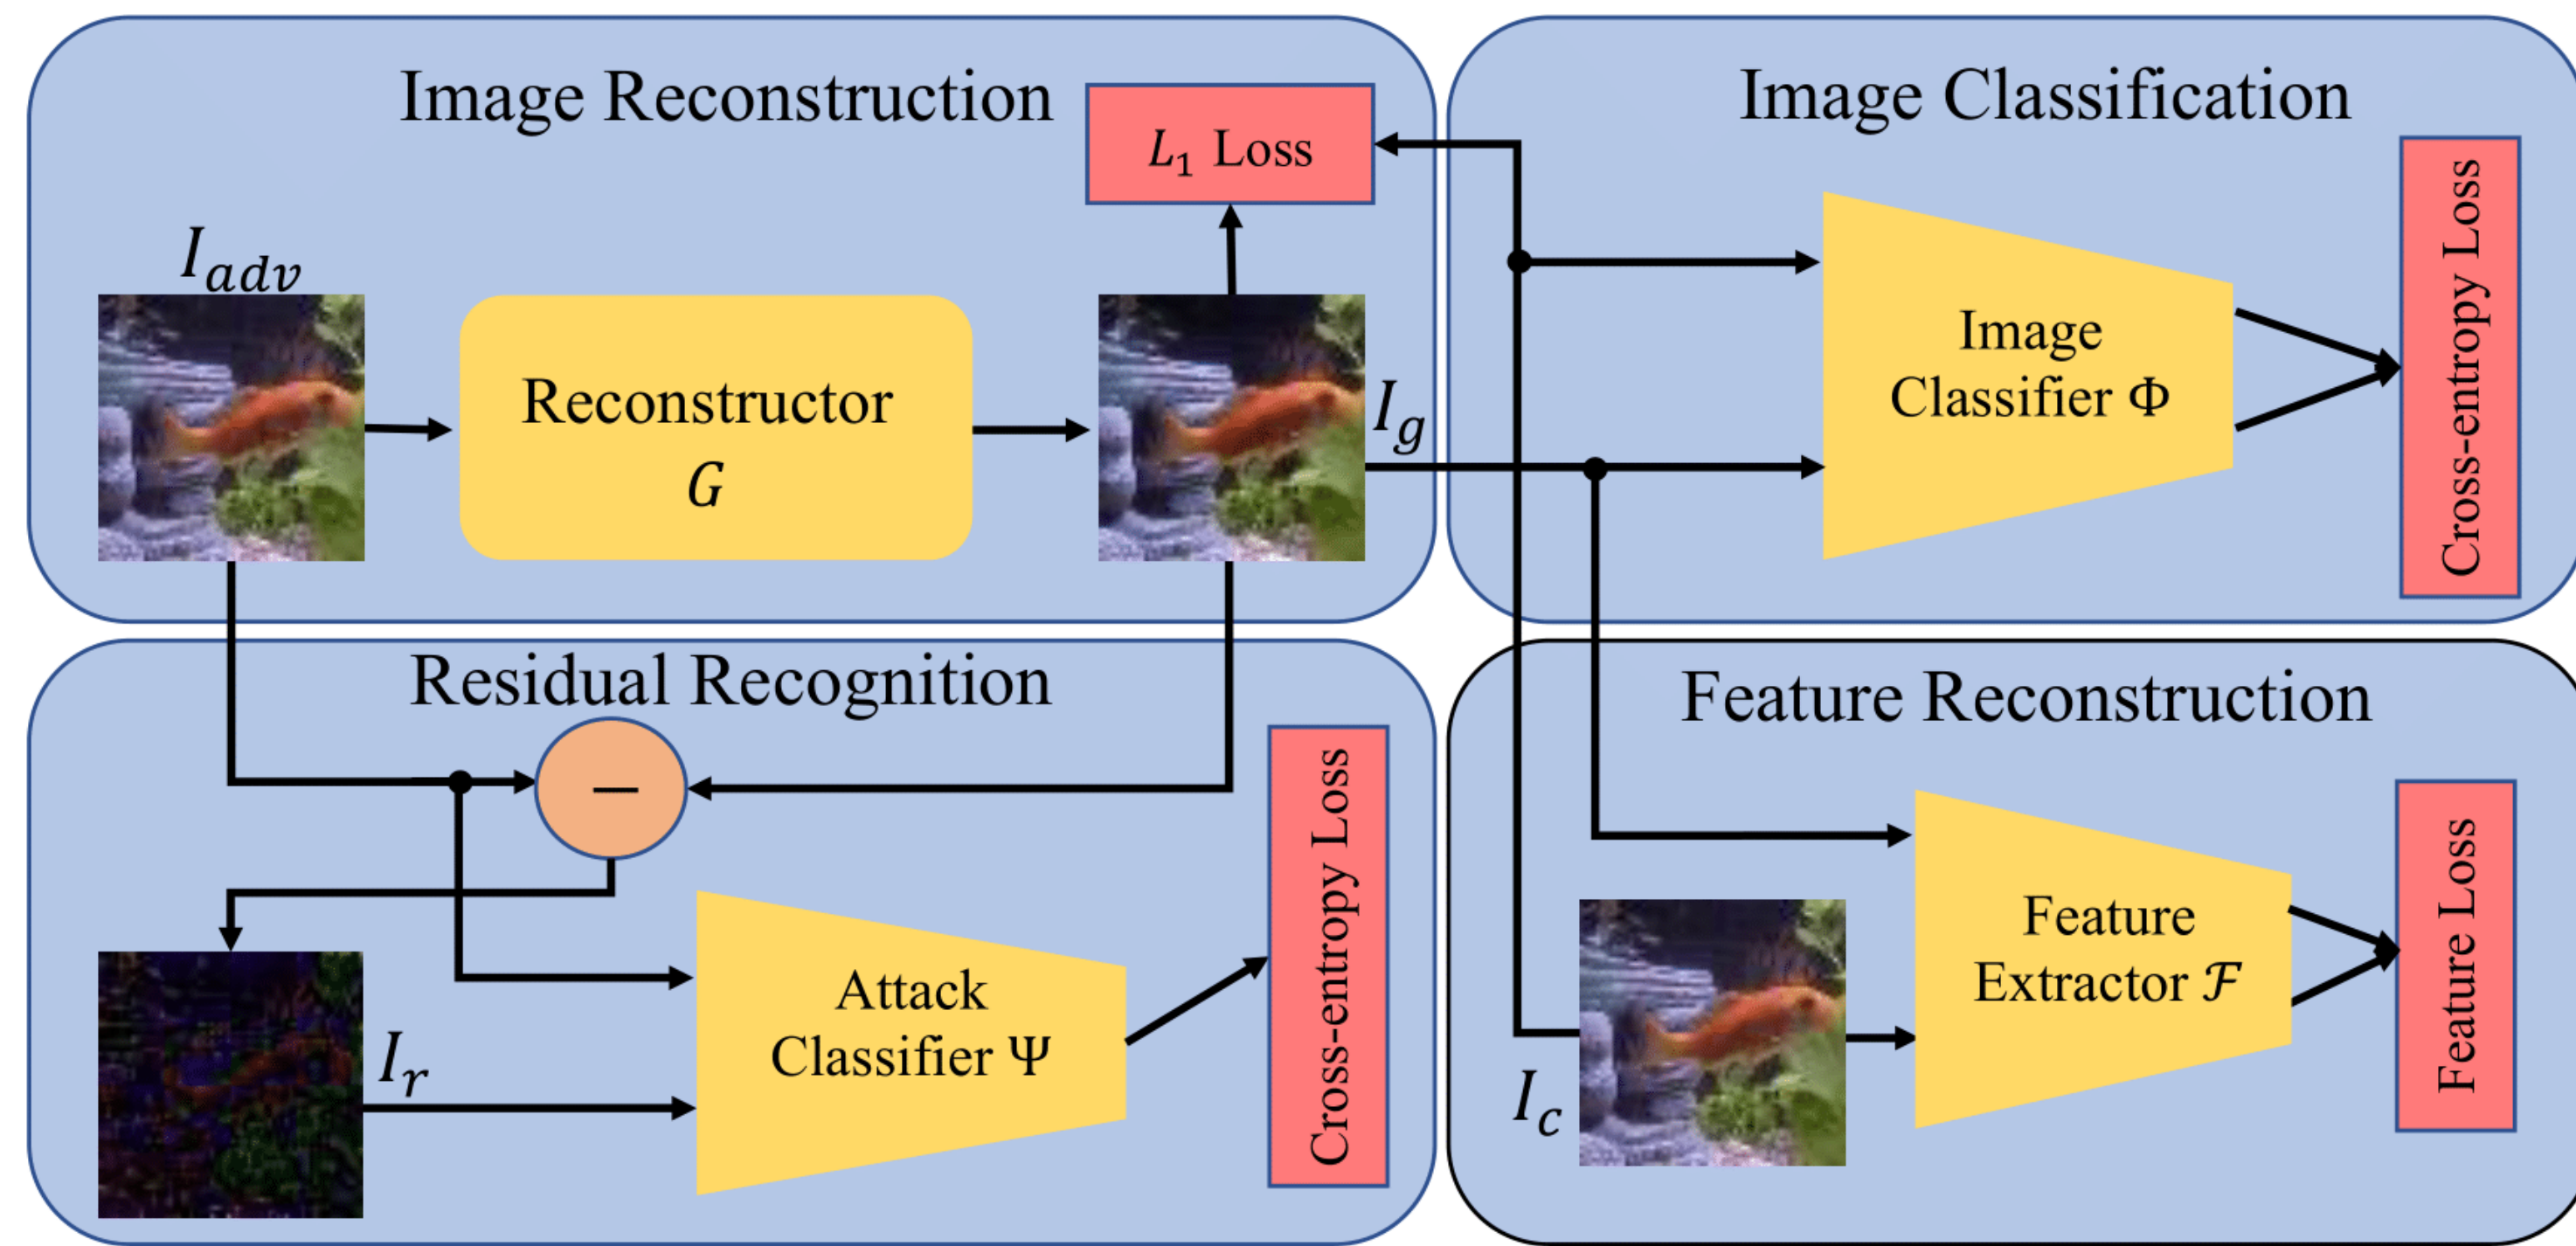 Image Reconstruction
L₁ Loss
I_adv
Reconstructor
G
I_g
Image Classification
Image
Classifier Φ
Cross-entropy Loss
Residual Recognition
−
I_r
Attack
Classifier Ψ
Cross-entropy Loss
Feature Reconstruction
I_c
Feature
Extractor ℱ
Feature Loss